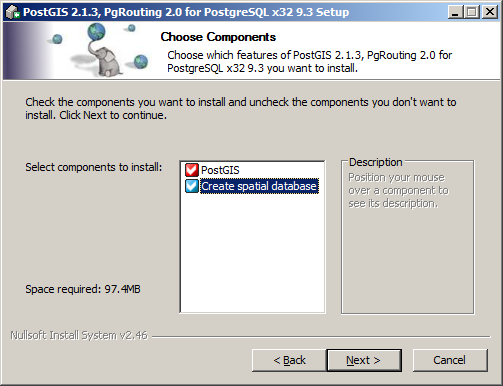 PostGIS 2.1.3, PgRouting 2.0 for PostgreSQL x32 9.3 Setup
Choose Components
Choose which features of PostGIS 2.1.3, PgRouting 2.0 for
PostgreSQL x32 9.3 you want to install.
Check the components you want to install and uncheck the components you don't want to
install. Click Next to continue.
Select components to install:
PostGIS
Create spatial database
Description
Position your mouse
over a component to
see its description.
Space required: 97.4MB
Nullsoft Install System v2.46
< Back
Next >
Cancel